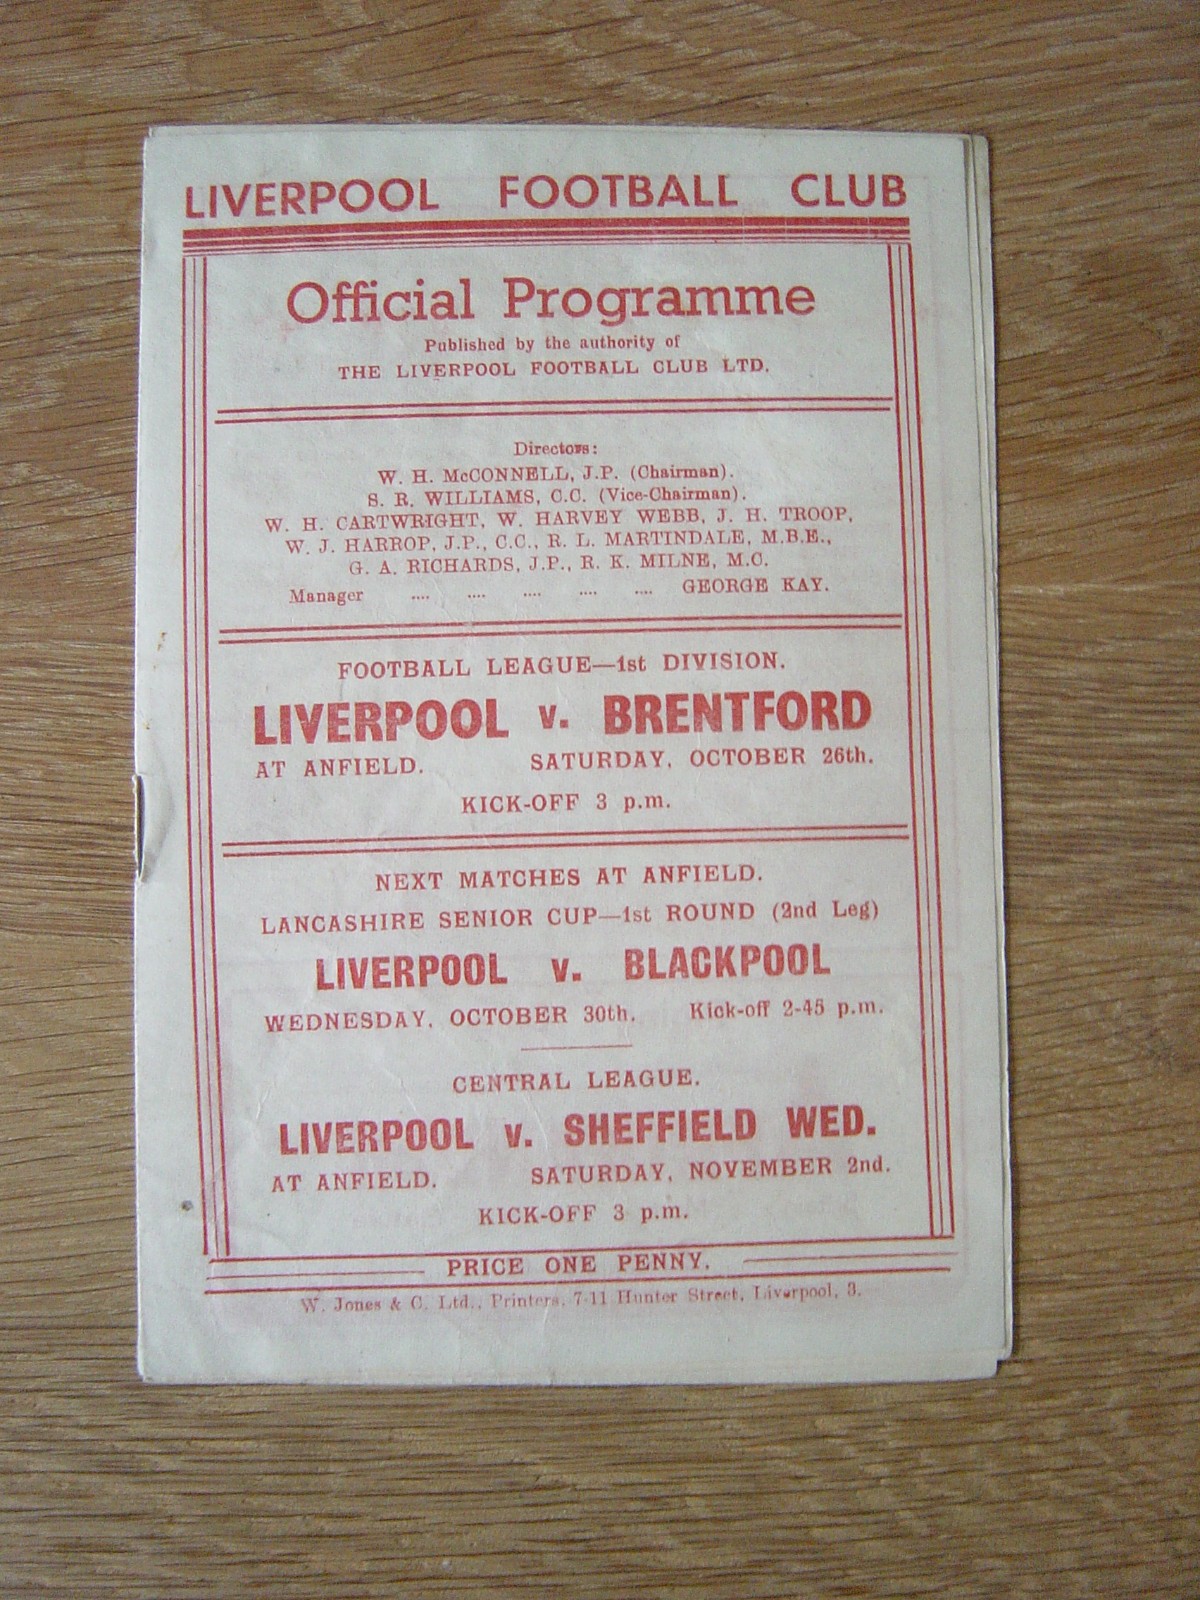 LIVERPOOL FOOTBALL CLUB
Official Programme
Published by the authority of
THE LIVERPOOL FOOTBALL CLUB LTD.
Directors:
W. H. McCONNELL, J.P. (Chairman).
S. R. WILLIAMS, C.C. (Vice-Chairman).
W. H. CARTWRIGHT, W. HARVEY WEBB, J. H. TROOP,
W. J. HARROP, J.P., C.C., R. L. MARTINDALE, M.B.E.,
G. A. RICHARDS, J.P., R. K. MILNE, M.C.
Manager .... .... .... .... .... GEORGE KAY.
FOOTBALL LEAGUE—1st DIVISION.
LIVERPOOL v. BRENTFORD
AT ANFIELD. SATURDAY, OCTOBER 26th.
KICK-OFF 3 p.m.
NEXT MATCHES AT ANFIELD.
LANCASHIRE SENIOR CUP—1st ROUND (2nd Leg)
LIVERPOOL v. BLACKPOOL
WEDNESDAY, OCTOBER 30th. Kick-off 2-45 p.m.
CENTRAL LEAGUE.
LIVERPOOL v. SHEFFIELD WED.
AT ANFIELD. SATURDAY, NOVEMBER 2nd.
KICK-OFF 3 p.m.
PRICE ONE PENNY.
W. Jones & C. Ltd., Printers, 7-11 Hunter Street, Liverpool, 3.